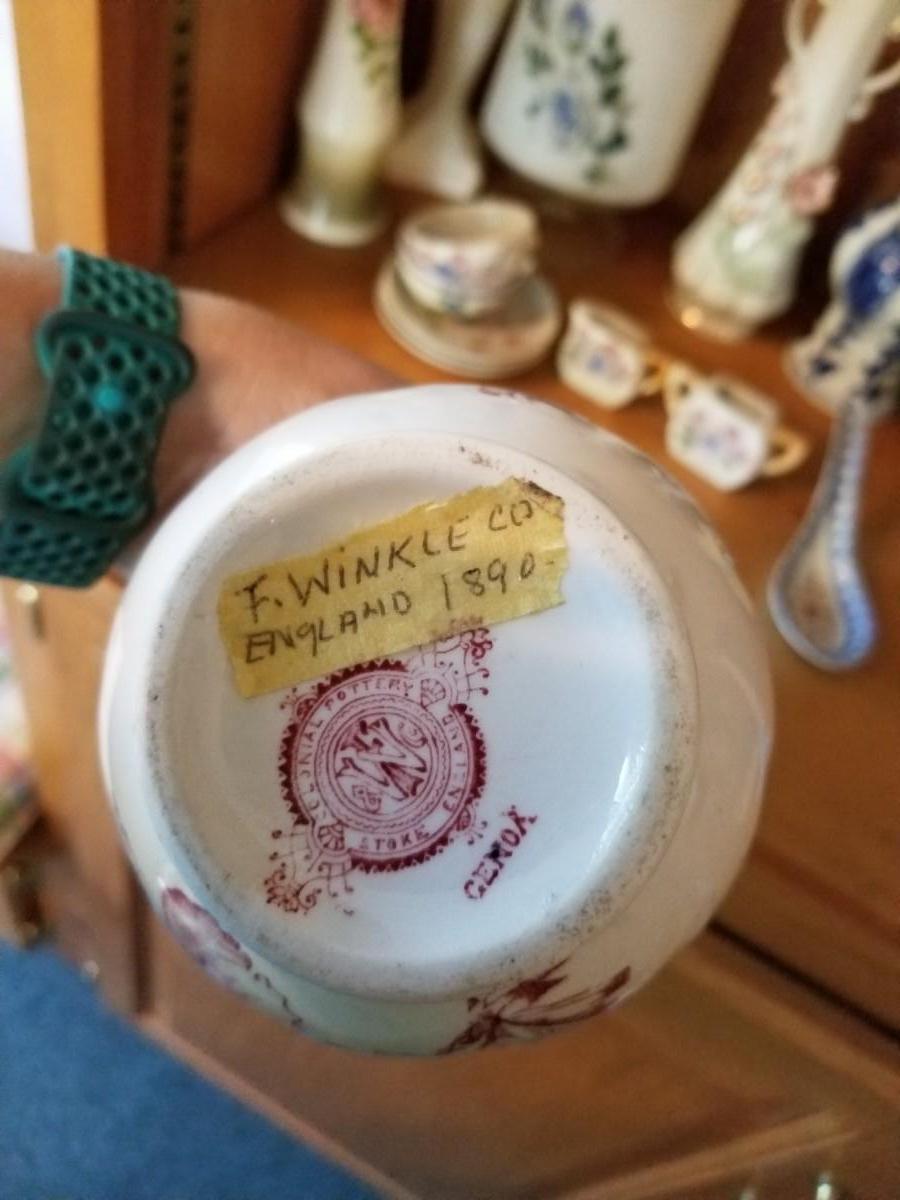 F. WINKLE CO
ENGLAND 1890.
COLONIAL POTTERY
STOKE ENGLAND
GENOA